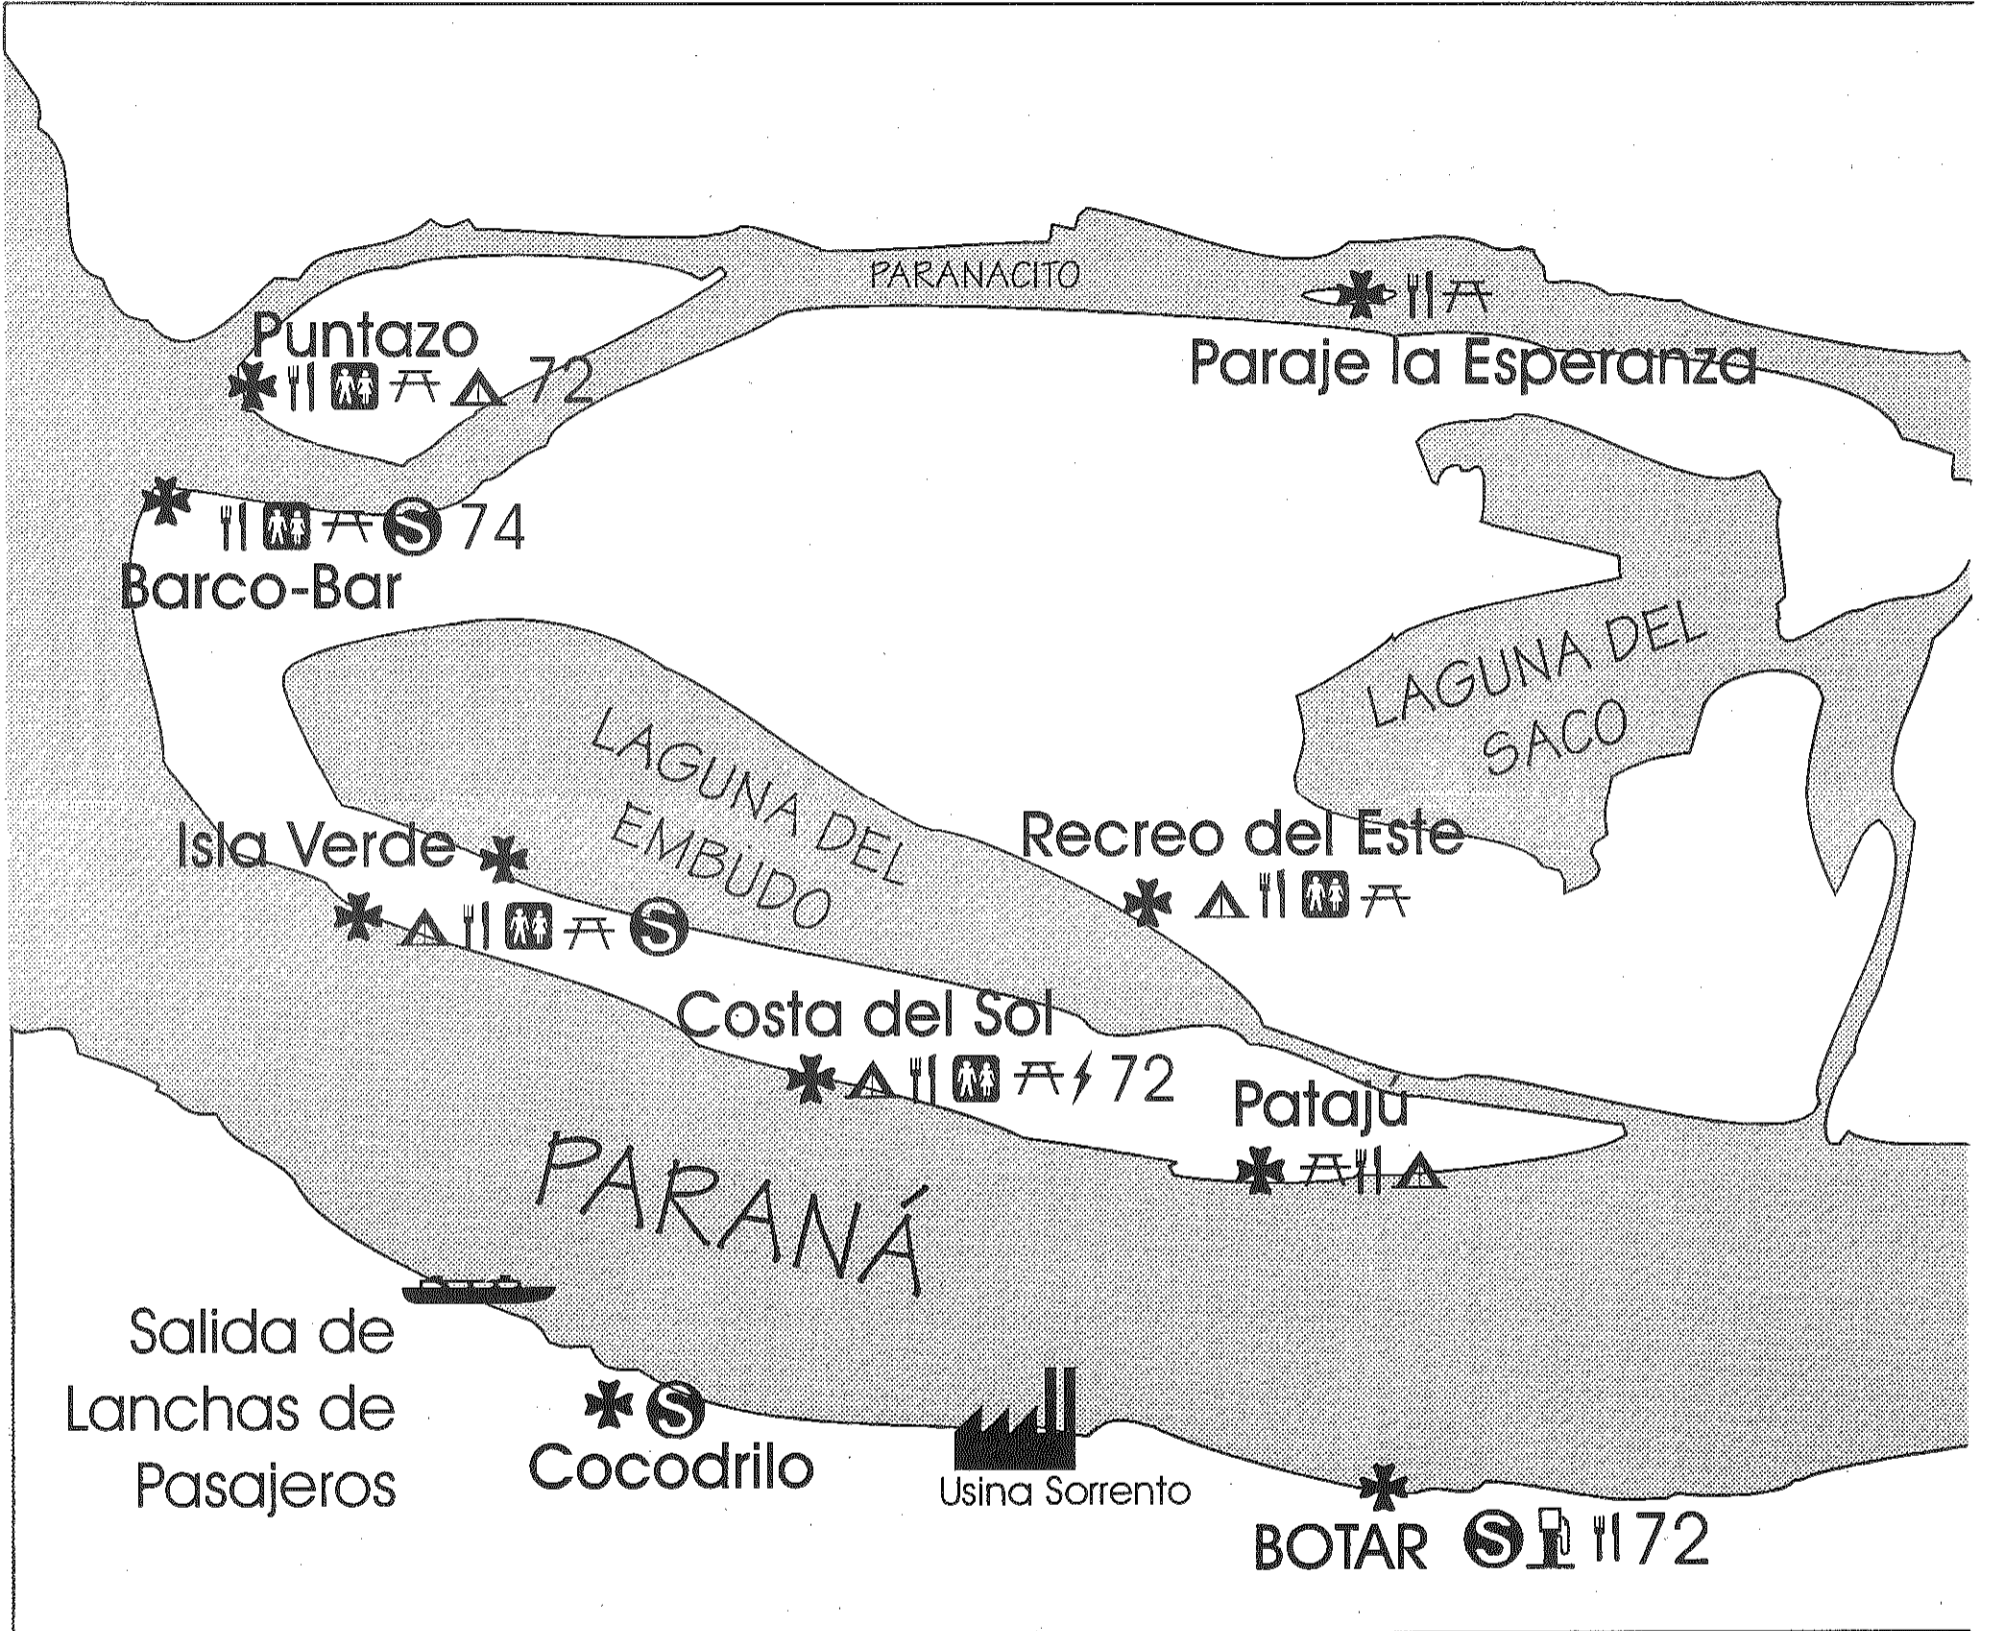 PARANACITO
Puntazo
72
Paraje la Esperanza
S 74
Barco-Bar
LAGUNA DEL
SACO
LAGUNA DEL
EMBUDO
Isla Verde
S
Recreo del Este
Costa del Sol
72
Patajú
PARANÁ
Salida de
Lanchas de
Pasajeros
S
Cocodrilo
Usina Sorrento
BOTAR S 72